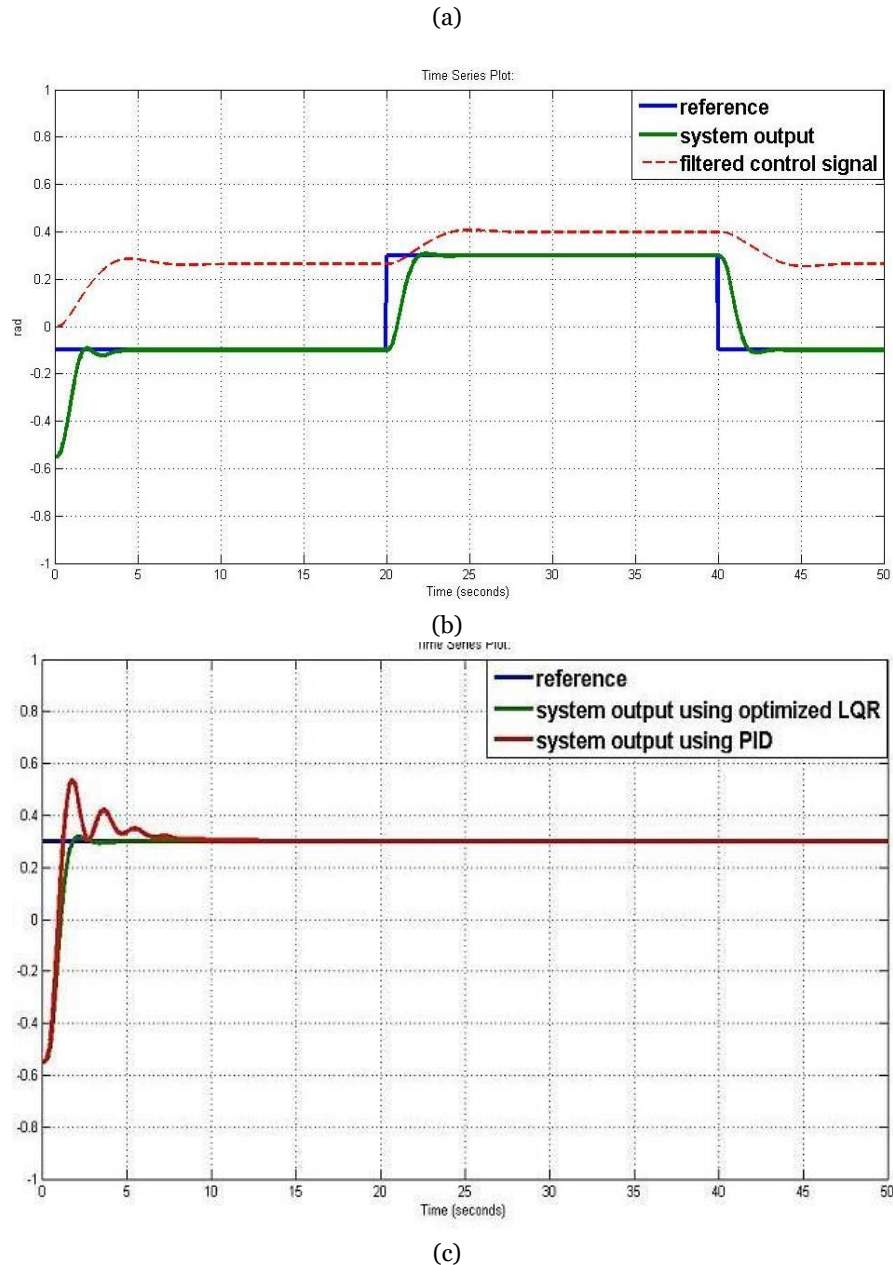 (a)
Time Series Plot:
reference
system output
filtered control signal
1
0.8
0.6
0.4
0.2
0
-0.2
-0.4
-0.6
-0.8
-1
rad
0 5 10 15 20 25 30 35 40 45 50
Time (seconds)
(b)
Time Series Plot:
reference
system output using optimized LQR
system output using PID
1
0.8
0.6
0.4
0.2
0
-0.2
-0.4
-0.6
-0.8
-1
0 5 10 15 20 25 30 35 40 45 50
Time (seconds)
(c)